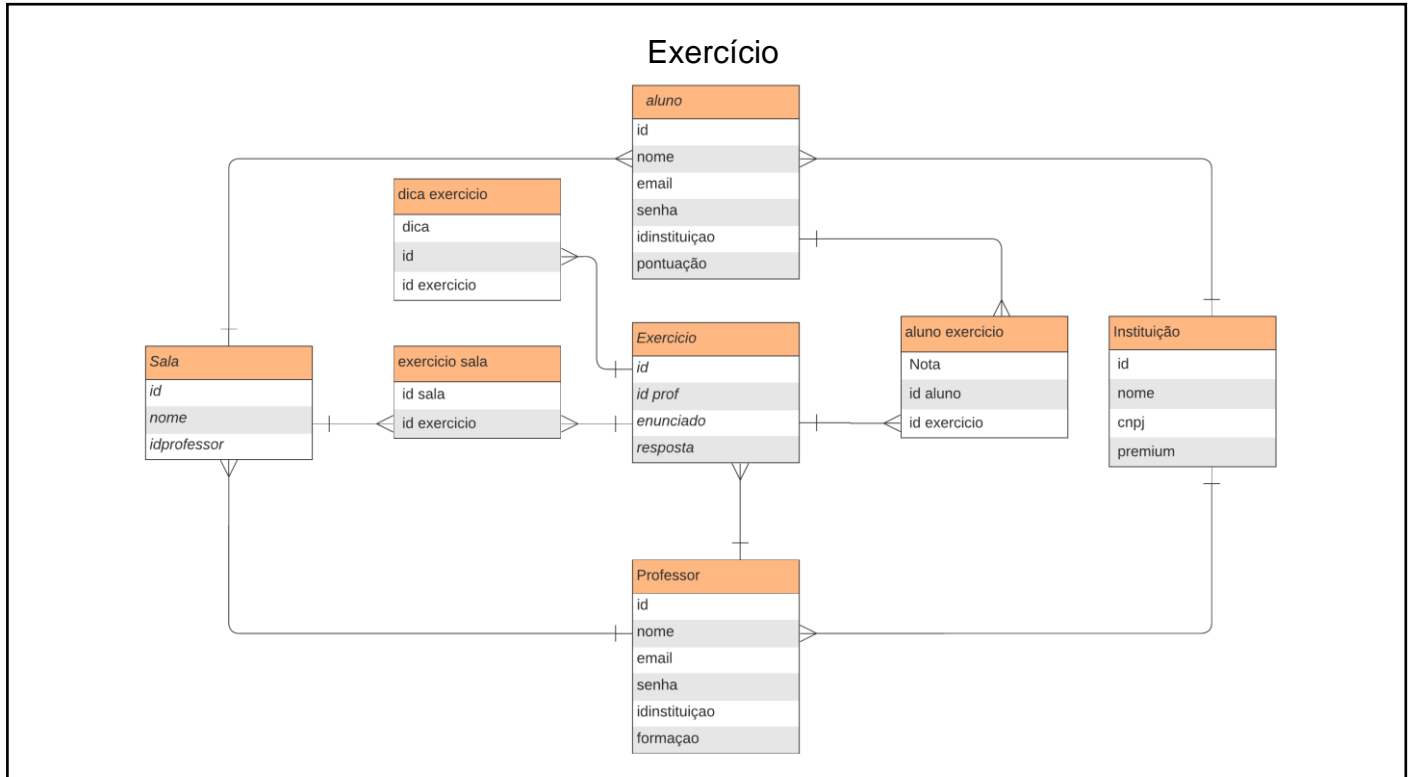 Exercício
aluno
id
nome
email
senha
idinstituiçao
pontuação
dica exercicio
dica
id
id exercicio
Sala
id
nome
idprofessor
exercicio sala
id sala
id exercicio
Exercicio
id
id prof
enunciado
resposta
aluno exercicio
Nota
id aluno
id exercicio
Instituição
id
nome
cnpj
premium
Professor
id
nome
email
senha
idinstituiçao
formaçao